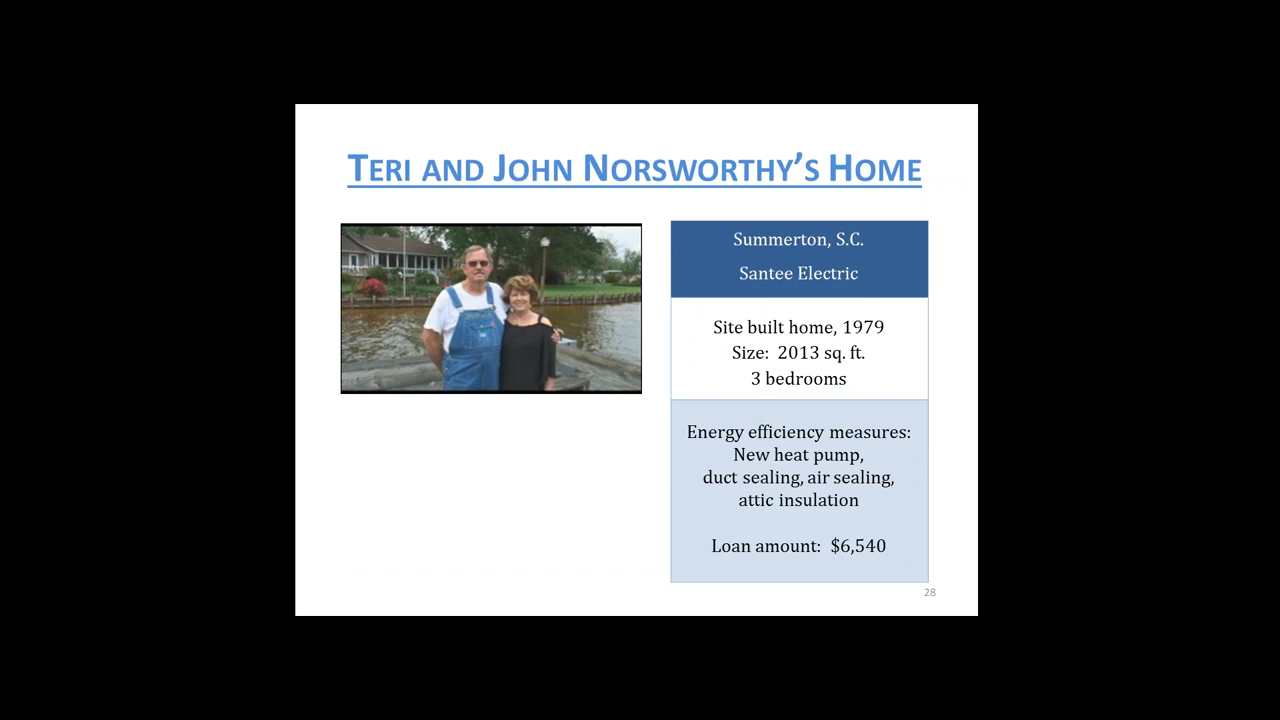 TERI AND JOHN NORSWORTHY'S HOME
Summerton, S.C.
Santee Electric
Site built home, 1979
Size:  2013 sq. ft.
3 bedrooms
Energy efficiency measures:
New heat pump,
duct sealing, air sealing,
attic insulation
Loan amount:  $6,540
28